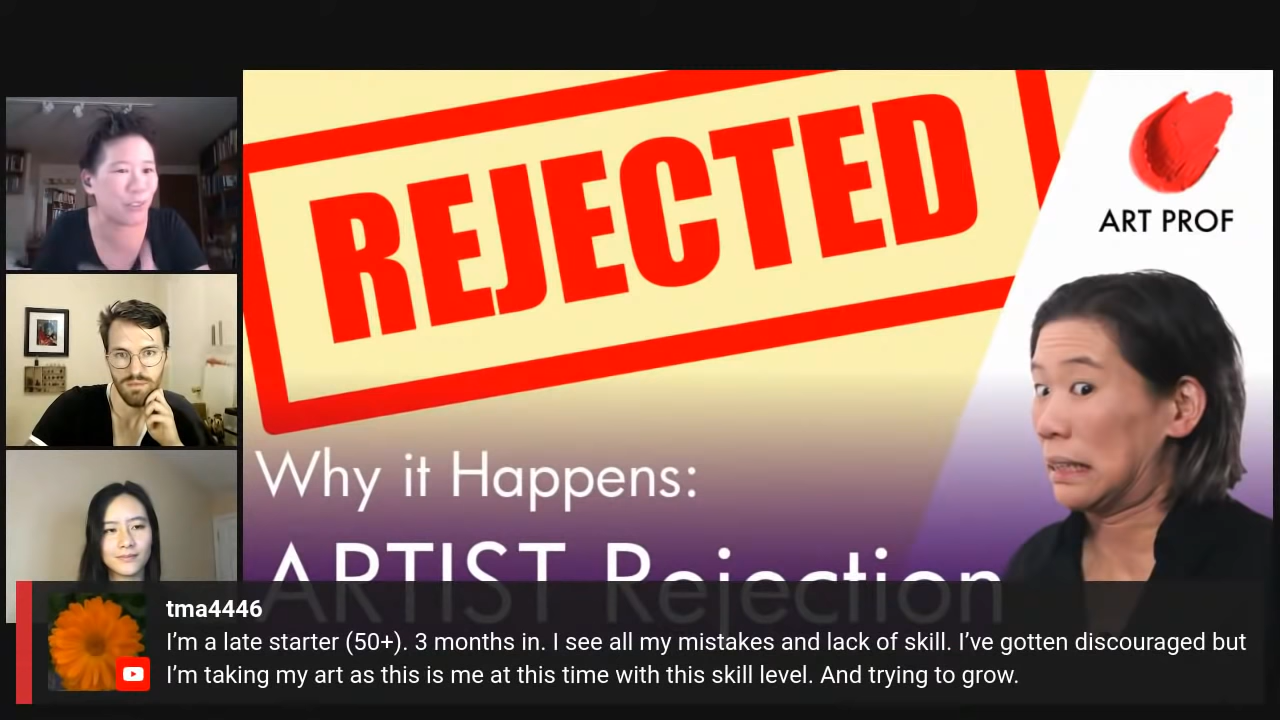 REJECTED
ART PROF
Why it Happens:
ARTIST Rejection
tma4446
I’m a late starter (50+). 3 months in. I see all my mistakes and lack of skill. I’ve gotten discouraged but
I’m taking my art as this is me at this time with this skill level. And trying to grow.